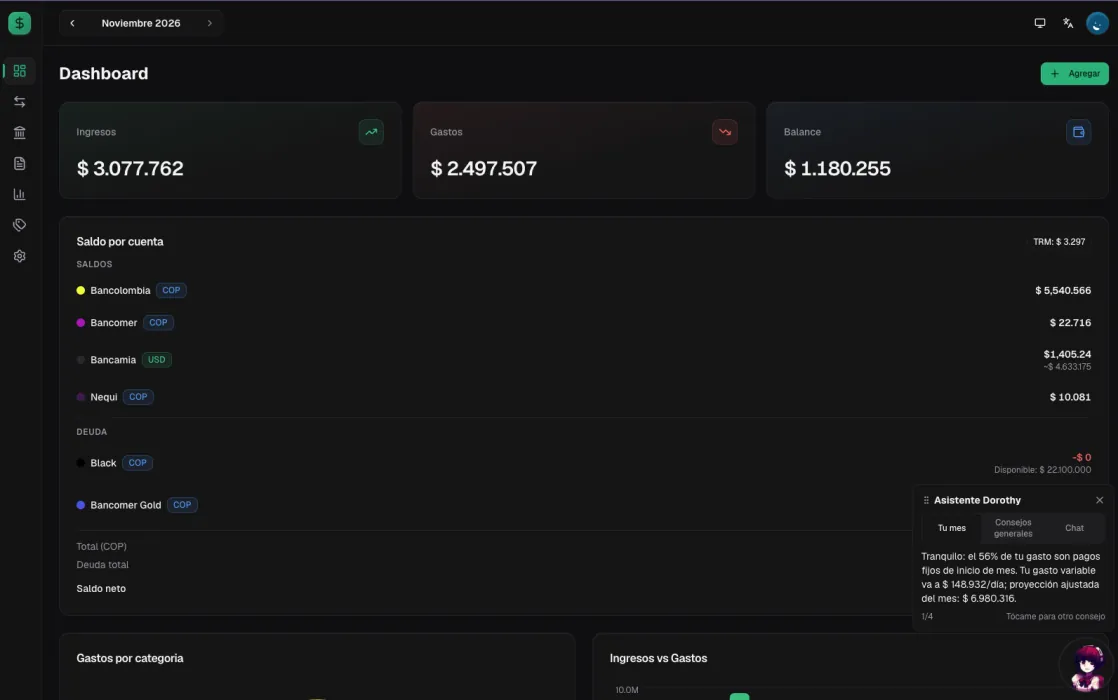 $
Noviembre 2026
Dashboard
Agregar
Ingresos
$ 3.077.762
Gastos
$ 2.497.507
Balance
$ 1.180.255
Saldo por cuenta
TRM: $ 3.297
SALDOS
Bancolombia COP
$ 5,540.566
Bancomer COP
$ 22.716
Bancamia USD
$1,405.24
~$ 4.633.175
Nequi COP
$ 10.081
DEUDA
Black COP
-$ 0
Disponible: $ 22.100.000
Bancomer Gold COP
Total (COP)
Deuda total
Saldo neto
Asistente Dorothy
Tu mes
Consejos
generales
Chat
Tranquilo: el 56% de tu gasto son pagos
fijos de inicio de mes. Tu gasto variable
va a $ 148.932/día; proyección ajustada
del mes: $ 6.980.316.
1/4
Tócame para otro consejo
Gastos por categoria
Ingresos vs Gastos
10.0M